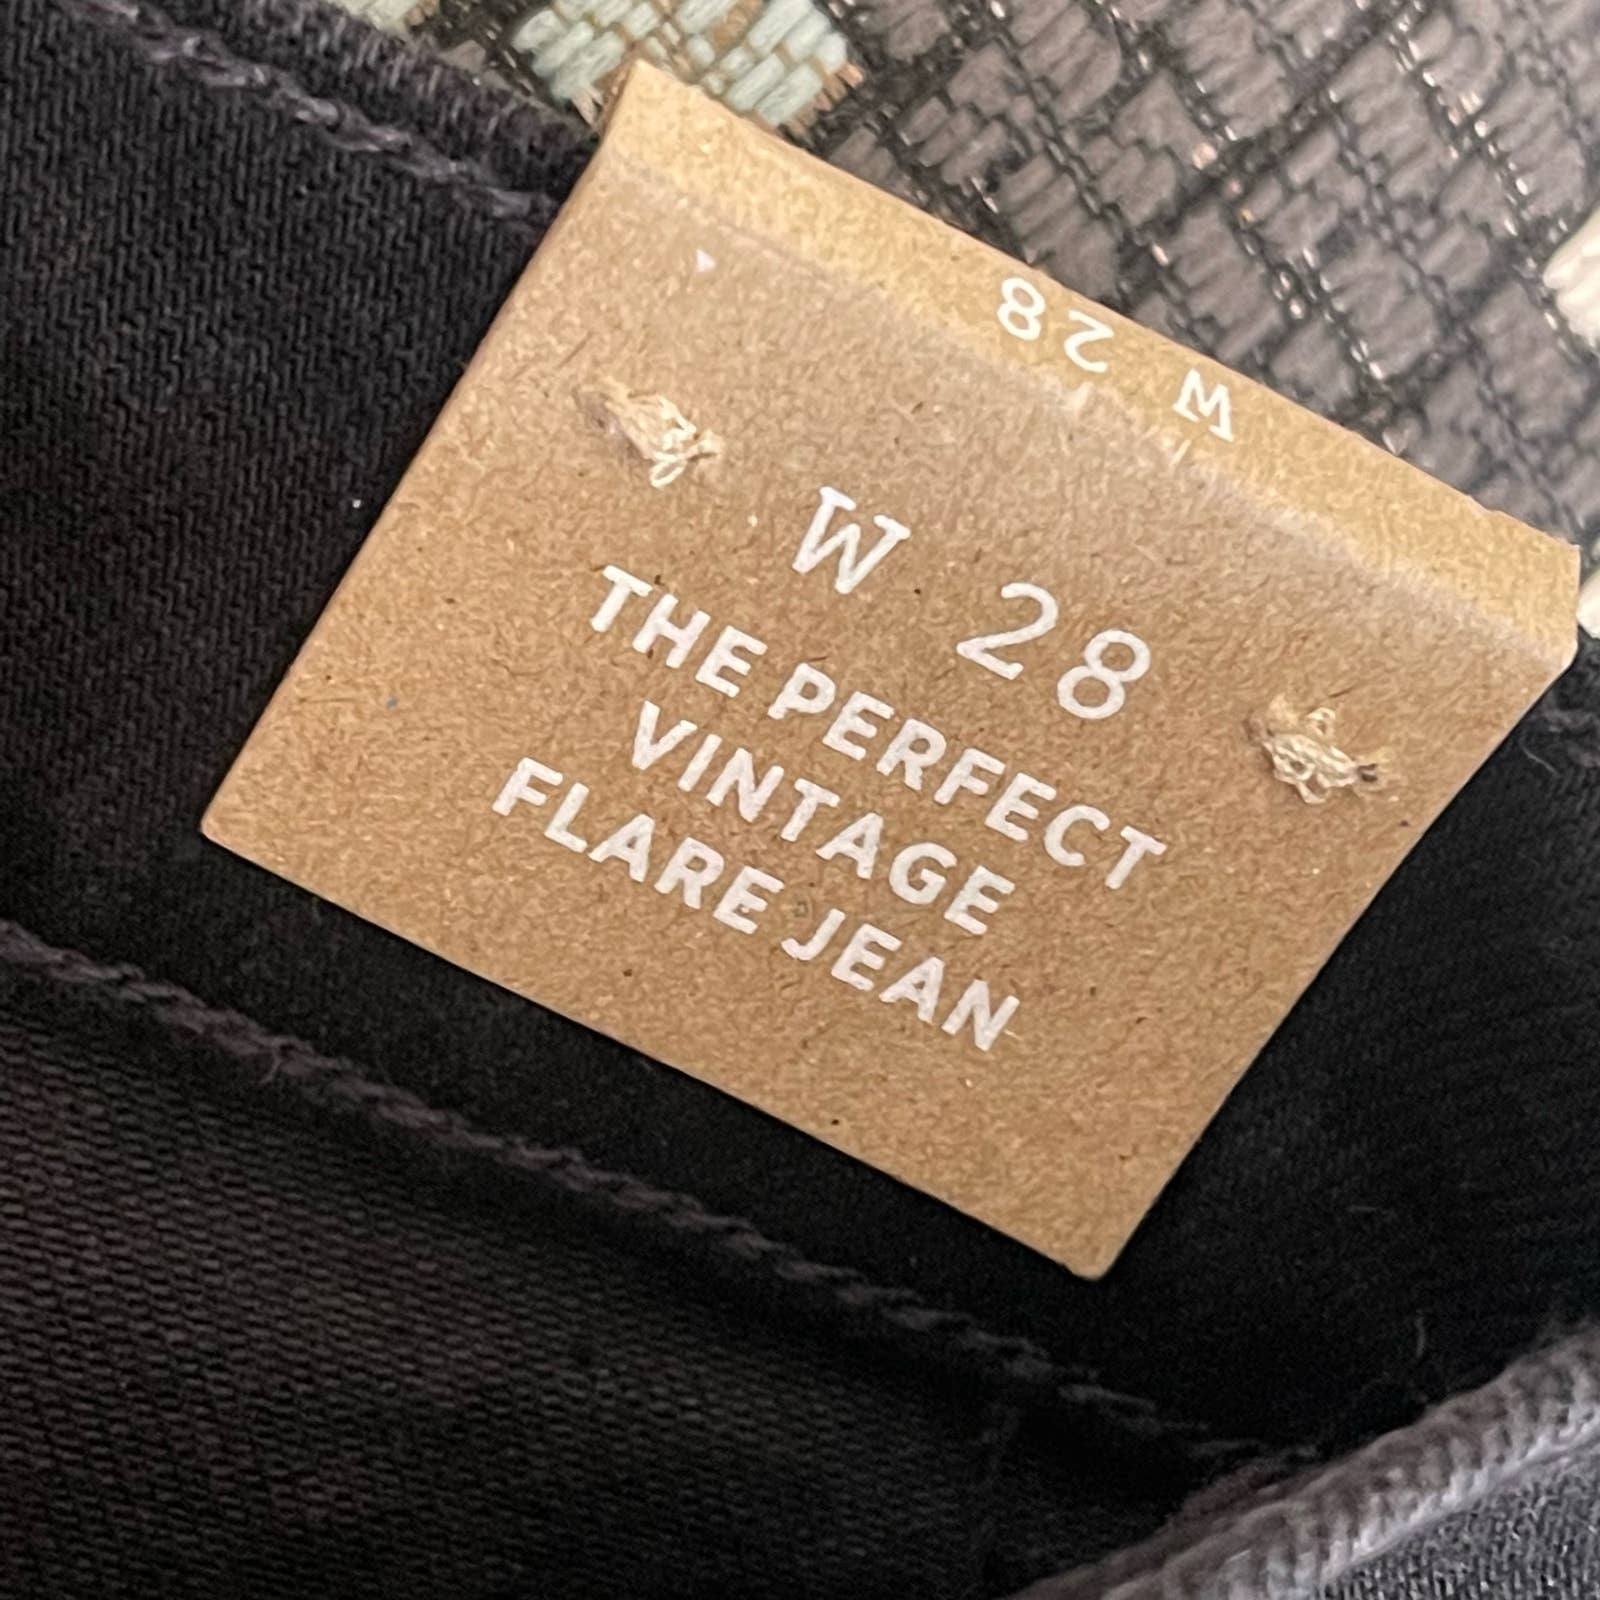 W 28
W 28
THE PERFECT
VINTAGE
FLARE JEAN